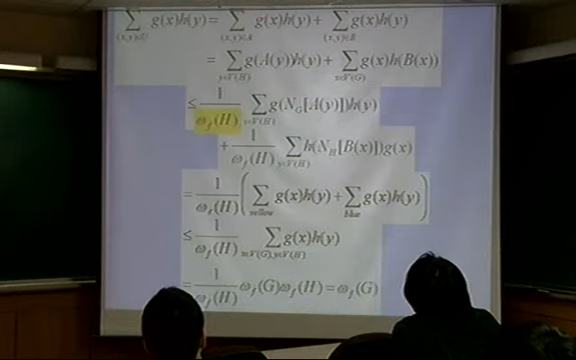 ∑_{(x,y)∈U} g(x)h(y) = ∑_{(x,y)∈A} g(x)h(y) + ∑_{(x,y)∈B} g(x)h(y)
= ∑_{y∈V(H)} g(A(y))h(y) + ∑_{x∈V(G)} g(x)h(B(x))
≤ 1/ω_f(H) ∑_{y∈V(H)} g(N_G[A(y)])h(y)
+ 1/ω_f(H) ∑_{y∈V(H)} h(N_H[B(x)])g(x)
= 1/ω_f(H) ( ∑_{yellow} g(x)h(y) + ∑_{blue} g(x)h(y) )
≤ 1/ω_f(H) ∑_{x∈V(G),y∈V(H)} g(x)h(y)
= 1/ω_f(H) ω_f(G)ω_f(H) = ω_f(G)